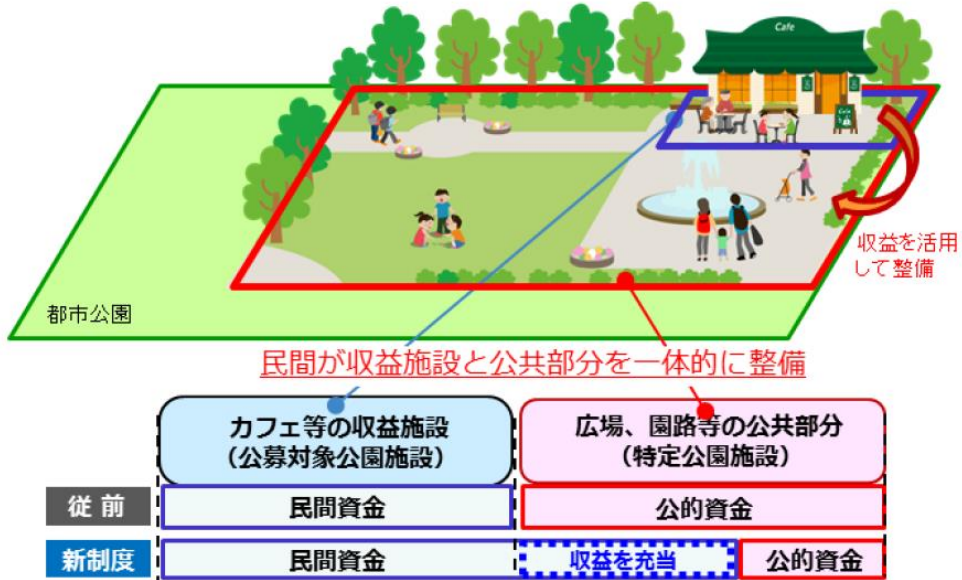 Cafe
収益を活用
して整備
都市公園
民間が収益施設と公共部分を一体的に整備
カフェ等の収益施設
(公募対象公園施設)
広場、園路等の公共部分
(特定公園施設)
従前
民間資金
公的資金
新制度
民間資金
収益を充当
公的資金